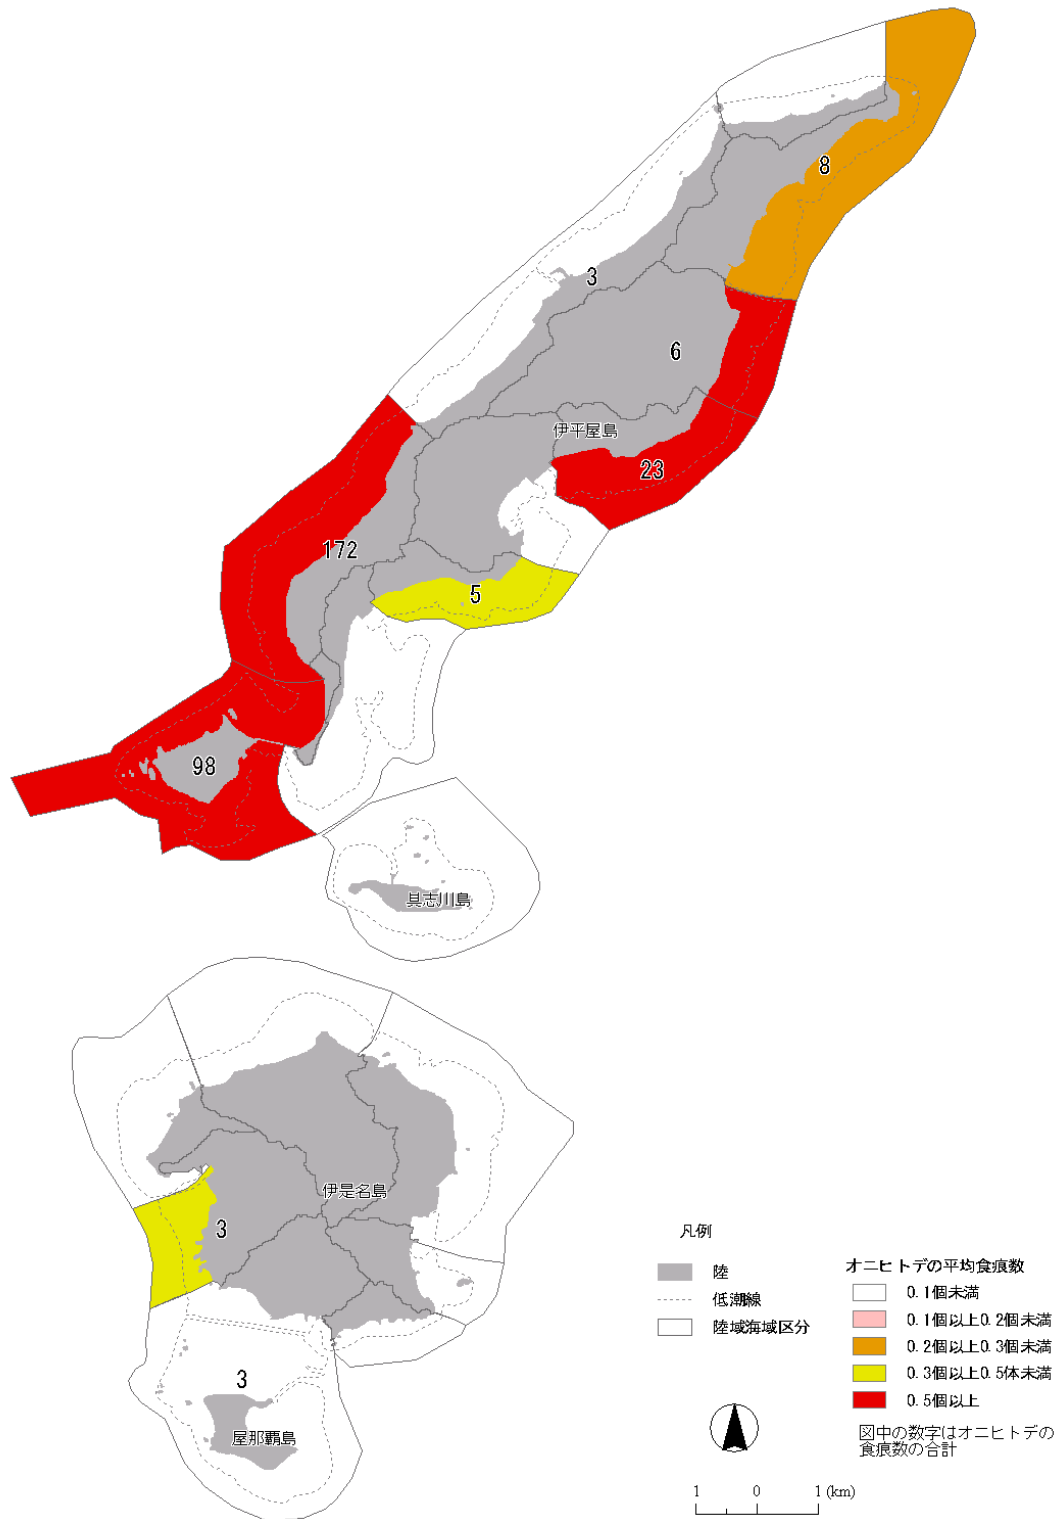 8
3
6
伊平屋島
23
172
5
98
具志川島
伊是名島
3
3
屋那覇島
凡例
陸
低潮線
陸域海域区分
オニヒトデの平均食痕数
0.1個未満
0.1個以上0.2個未満
0.2個以上0.3個未満
0.3個以上0.5体未満
0.5個以上
図中の数字はオニヒトデの
食痕数の合計
1 0 1 (km)